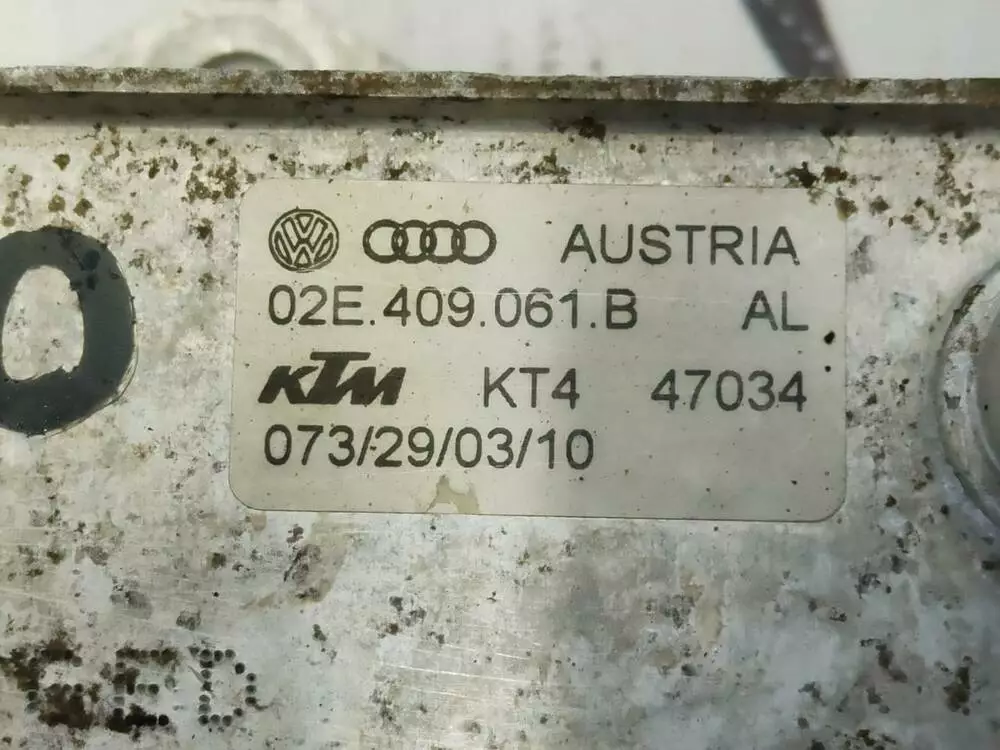 AUSTRIA
02E.409.061.B AL
KTM KT4 47034
073/29/03/10